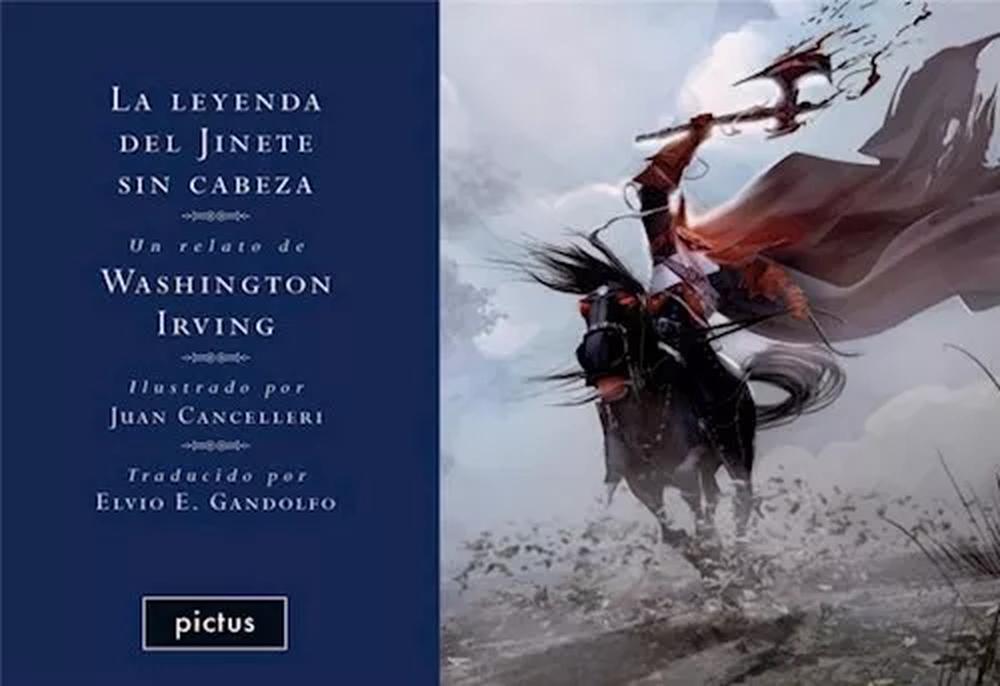 La leyenda
del Jinete
sin cabeza
Un relato de
Washington
Irving
Ilustrado por
Juan Cancelleri
Traducido por
Elvio E. Gandolfo
pictus